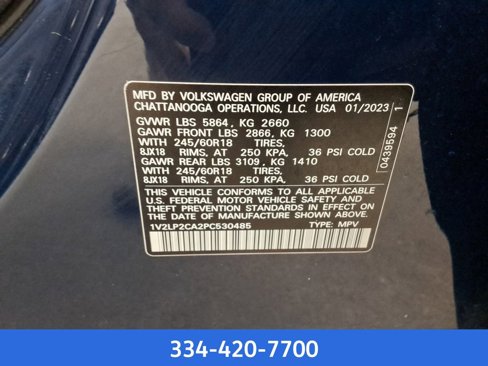 MFD BY VOLKSWAGEN GROUP OF AMERICA
CHATTANOOGA OPERATIONS, LLC. USA 01/2023
GVWR LBS 5864, KG 2660
GAWR FRONT LBS 2866, KG 1300
WITH 245/60R18 TIRES,
8JX18 RIMS, AT 250 KPA. 36 PSI COLD
GAWR REAR LBS 3109, KG 1410
WITH 245/60R18 TIRES,
8JX18 RIMS, AT 250 KPA. 36 PSI COLD
THIS VEHICLE CONFORMS TO ALL APPLICABLE
U.S FEDERAL MOTOR VEHICLE SAFETY
AND THEFT PREVENTION STANDARDS IN EFFECT
ON THE DATE OF MANUFACTURE SHOWN ABOVE.
1V2LP2CA2PC530485 TYPE: MPV
0439594 1
334-420-7700